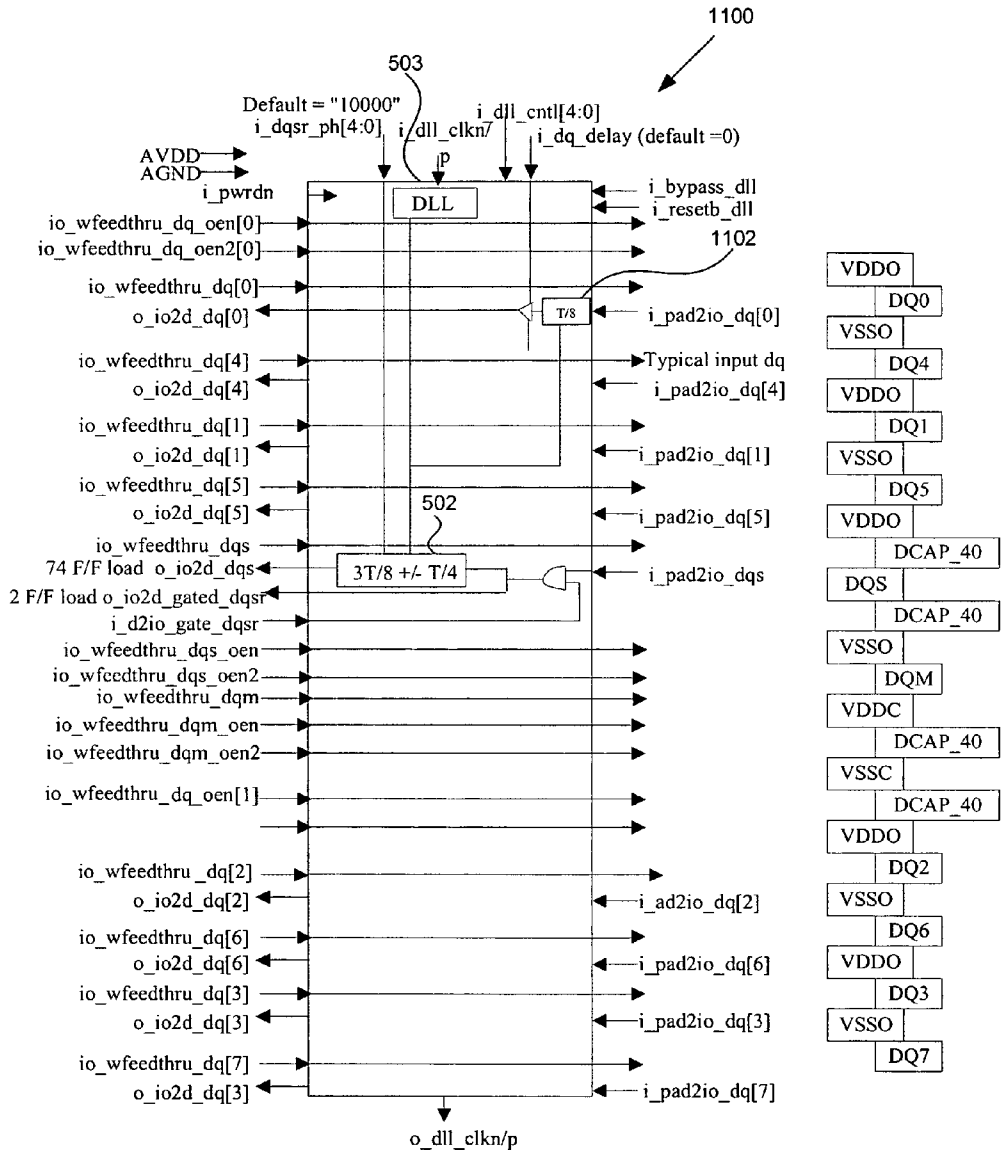 1100
503
Default = "10000"
i_dqsr_ph[4:0]
i_dll_clkn/
p
i_dll_cntl[4:0]
i_dq_delay (default =0)
AVDD
AGND
i_pwrdn
DLL
i_bypass_dll
i_resetb_dll
io_wfeedthru_dq_oen[0]
io_wfeedthru_dq_oen2[0]
1102
io_wfeedthru_dq[0]
o_io2d_dq[0]
T/8
i_pad2io_dq[0]
io_wfeedthru_dq[4]
Typical input dq
o_io2d_dq[4]
i_pad2io_dq[4]
io_wfeedthru_dq[1]
o_io2d_dq[1]
i_pad2io_dq[1]
io_wfeedthru_dq[5]
o_io2d_dq[5]
502
i_pad2io_dq[5]
io_wfeedthru_dqs
74 F/F load o_io2d_dqs
3T/8 +/- T/4
i_pad2io_dqs
2 F/F load o_io2d_gated_dqsr
i_d2io_gate_dqsr
io_wfeedthru_dqs_oen
io_wfeedthru_dqs_oen2
io_wfeedthru_dqm
io_wfeedthru_dqm_oen
io_wfeedthru_dqm_oen2
io_wfeedthru_dq_oen[1]
io_wfeedthru _dq[2]
o_io2d_dq[2]
i_ad2io_dq[2]
io_wfeedthru_dq[6]
o_io2d_dq[6]
i_pad2io_dq[6]
io_wfeedthru_dq[3]
o_io2d_dq[3]
i_pad2io_dq[3]
io_wfeedthru_dq[7]
o_io2d_dq[3]
i_pad2io_dq[7]
o_dll_clkn/p
VDDO
DQ0
VSSO
DQ4
VDDO
DQ1
VSSO
DQ5
VDDO
DCAP_40
DQS
DCAP_40
VSSO
DQM
VDDC
DCAP_40
VSSC
DCAP_40
VDDO
DQ2
VSSO
DQ6
VDDO
DQ3
VSSO
DQ7